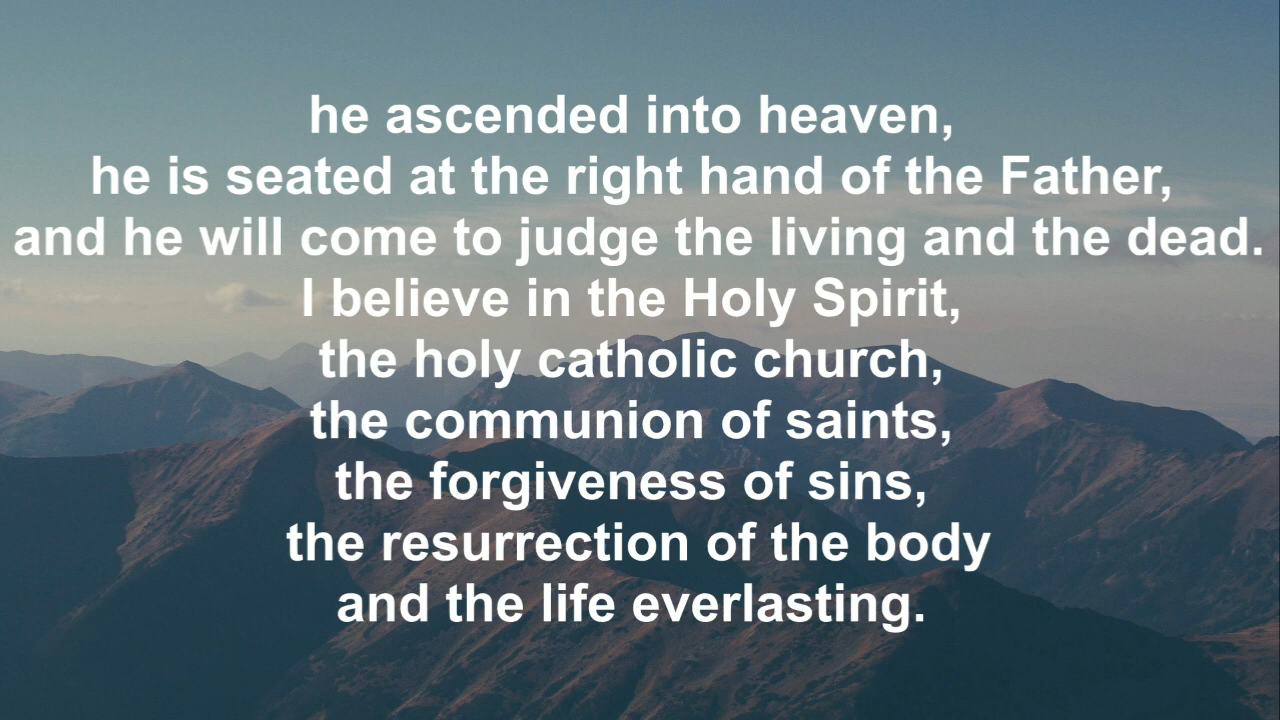 he ascended into heaven,
he is seated at the right hand of the Father,
and he will come to judge the living and the dead.
I believe in the Holy Spirit,
the holy catholic church,
the communion of saints,
the forgiveness of sins,
the resurrection of the body
and the life everlasting.